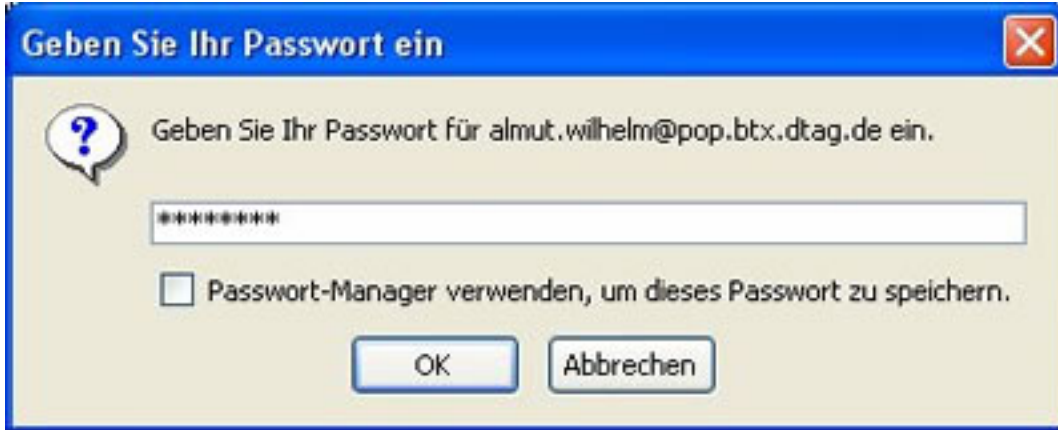 Geben Sie Ihr Passwort ein
Geben Sie Ihr Passwort für almut.wilhelm@pop.btx.dtag.de ein.
********
Passwort-Manager verwenden, um dieses Passwort zu speichern.
OK
Abbrechen